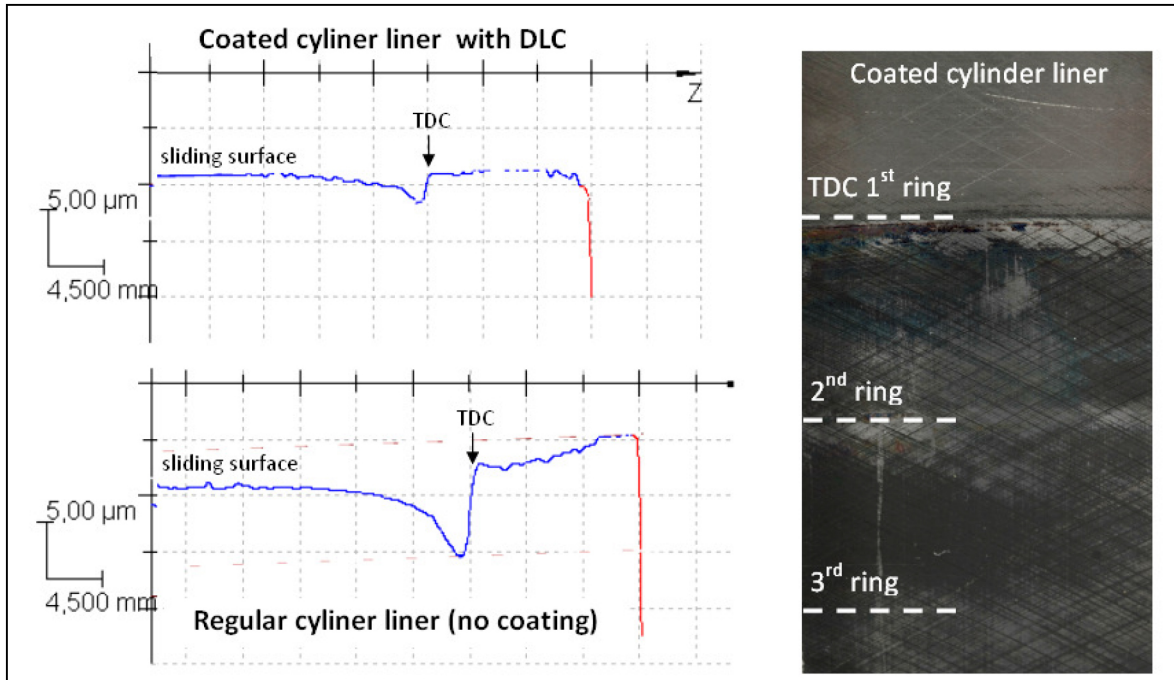 Coated cyliner liner with DLC
Z
TDC
sliding surface
5,00 µm
4,500 mm
TDC
sliding surface
5,00 µm
4,500 mm
Regular cyliner liner (no coating)
Coated cylinder liner
TDC 1st ring
2nd ring
3rd ring